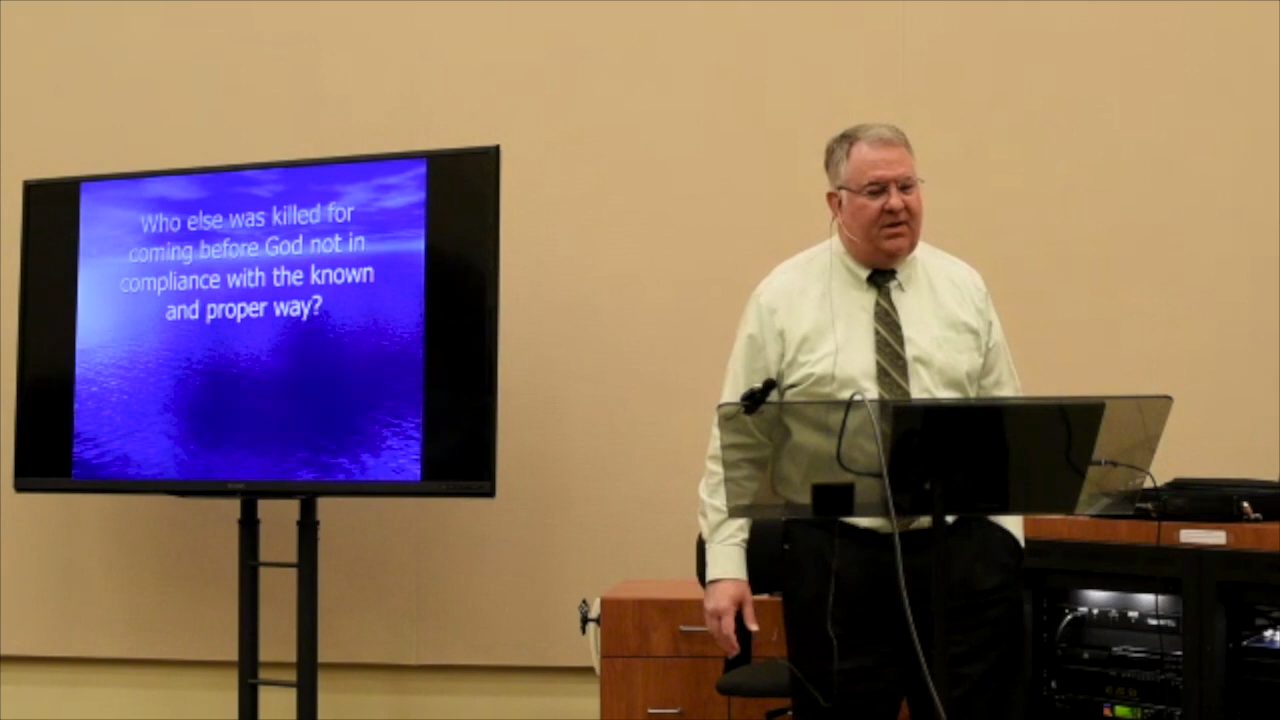 Who else was killed for
coming before God not in
compliance with the known
and proper way?